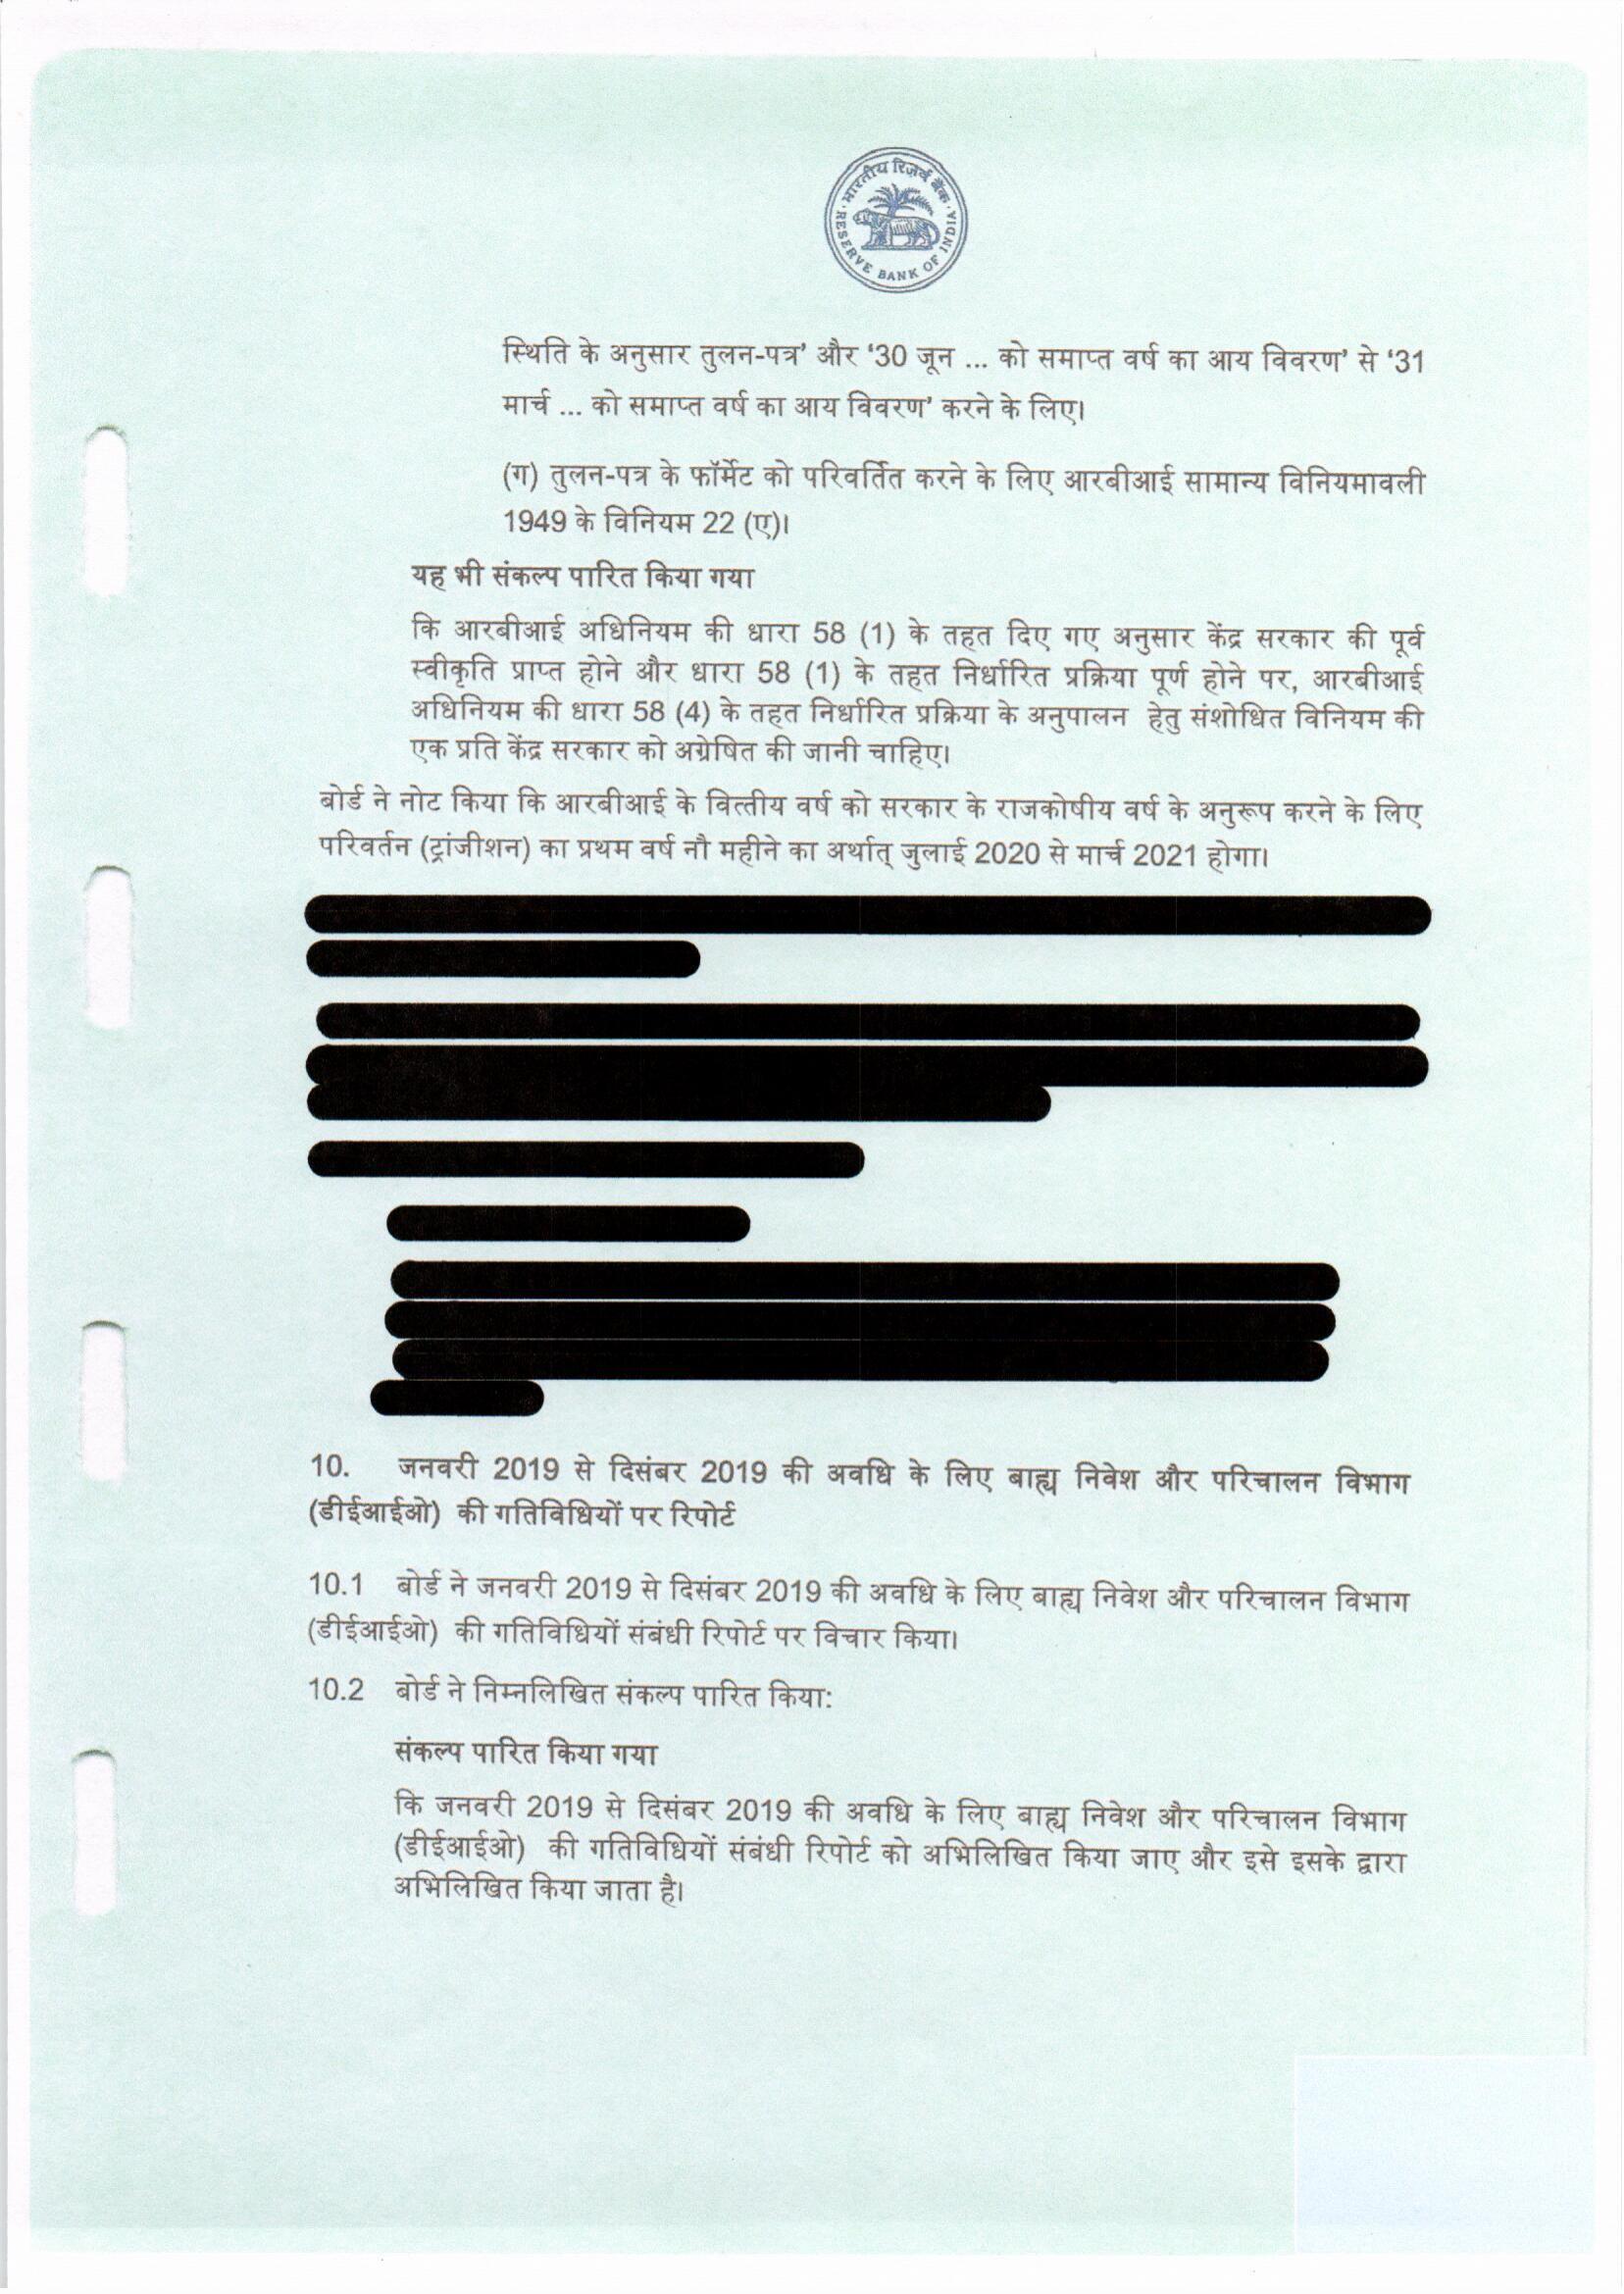 भारतीय रिज़र्व बैंक
RESERVE BANK OF INDIA
स्थिति के अनुसार तुलन-पत्र’ और ‘30 जून ... को समाप्त वर्ष का आय विवरण’ से ‘31
मार्च ... को समाप्त वर्ष का आय विवरण’ करने के लिए।
(ग) तुलन-पत्र के फॉर्मेट को परिवर्तित करने के लिए आरबीआई सामान्य विनियमावली
1949 के विनियम 22 (ए)।
यह भी संकल्प पारित किया गया
कि आरबीआई अधिनियम की धारा 58 (1) के तहत दिए गए अनुसार केंद्र सरकार की पूर्व
स्वीकृति प्राप्त होने और धारा 58 (1) के तहत निर्धारित प्रक्रिया पूर्ण होने पर, आरबीआई
अधिनियम की धारा 58 (4) के तहत निर्धारित प्रक्रिया के अनुपालन हेतु संशोधित विनियम की
एक प्रति केंद्र सरकार को अग्रेषित की जानी चाहिए।
बोर्ड ने नोट किया कि आरबीआई के वित्तीय वर्ष को सरकार के राजकोषीय वर्ष के अनुरूप करने के लिए
परिवर्तन (ट्रांजीशन) का प्रथम वर्ष नौ महीने का अर्थात् जुलाई 2020 से मार्च 2021 होगा।
10. जनवरी 2019 से दिसंबर 2019 की अवधि के लिए बाह्य निवेश और परिचालन विभाग
(डीईआईओ) की गतिविधियों पर रिपोर्ट
10.1 बोर्ड ने जनवरी 2019 से दिसंबर 2019 की अवधि के लिए बाह्य निवेश और परिचालन विभाग
(डीईआईओ) की गतिविधियों संबंधी रिपोर्ट पर विचार किया।
10.2 बोर्ड ने निम्नलिखित संकल्प पारित किया:
संकल्प पारित किया गया
कि जनवरी 2019 से दिसंबर 2019 की अवधि के लिए बाह्य निवेश और परिचालन विभाग
(डीईआईओ) की गतिविधियों संबंधी रिपोर्ट को अभिलिखित किया जाए और इसे इसके द्वारा
अभिलिखित किया जाता है।